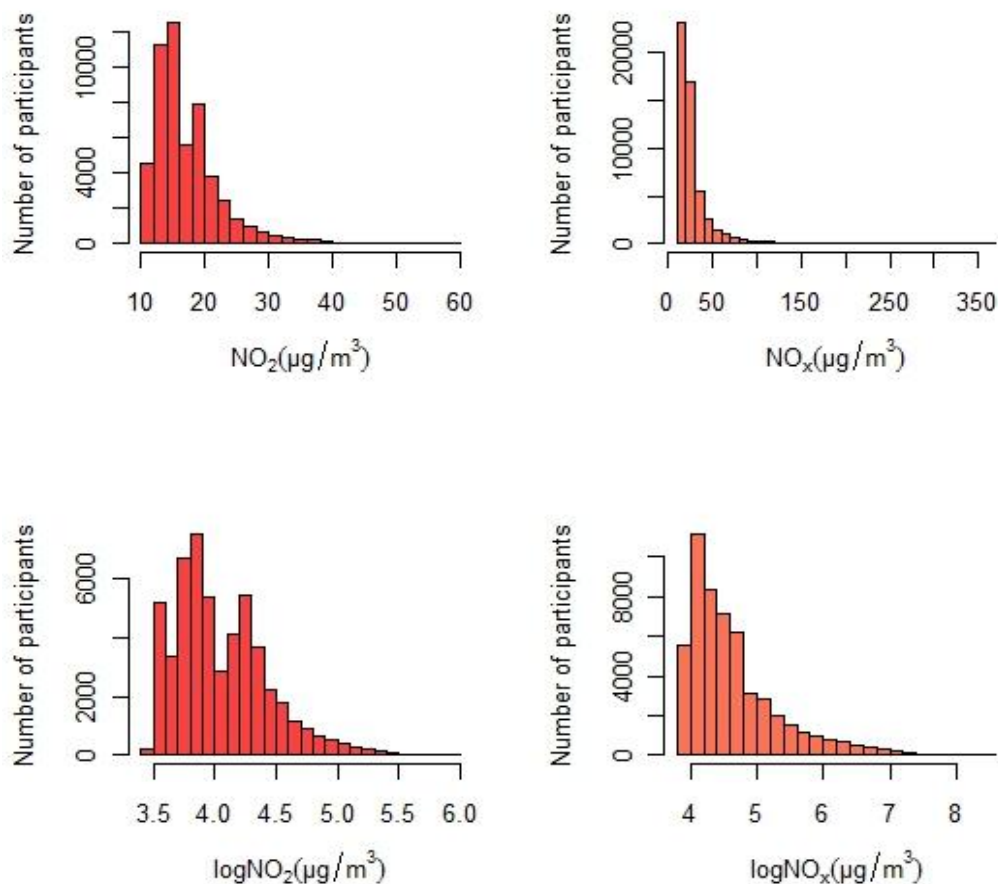 Number of participants
0 4000 10000
10 20 30 40 50 60
NO₂(µg/m³)
Number of participants
0 10000 20000
0 50 150 250 350
NOₓ(µg/m³)
Number of participants
0 2000 6000
3.5 4.0 4.5 5.0 5.5 6.0
logNO₂(µg/m³)
Number of participants
0 4000 8000
4 5 6 7 8
logNOₓ(µg/m³)